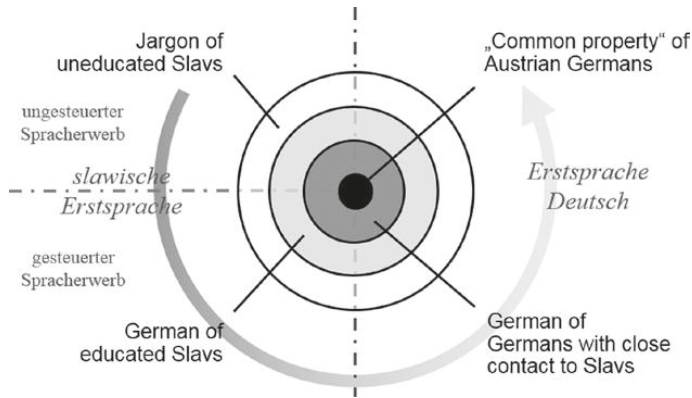 Jargon of
uneducated Slavs
„Common property“ of
Austrian Germans
ungesteuerter
Spracherwerb
slawische
Erstsprache
Erstsprache
Deutsch
gesteuerter
Spracherwerb
German of
educated Slavs
German of
Germans with close
contact to Slavs